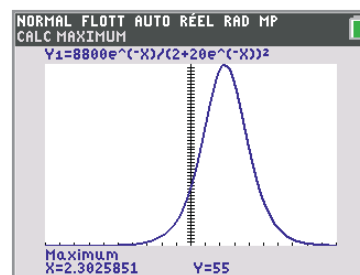 NORMAL FLOTT AUTO RÉEL RAD MP
CALC MAXIMUM
Y₁=8800e^(⁻X)/(2+20e^(⁻X))²
Maximum
X=2.3025851 Y=55